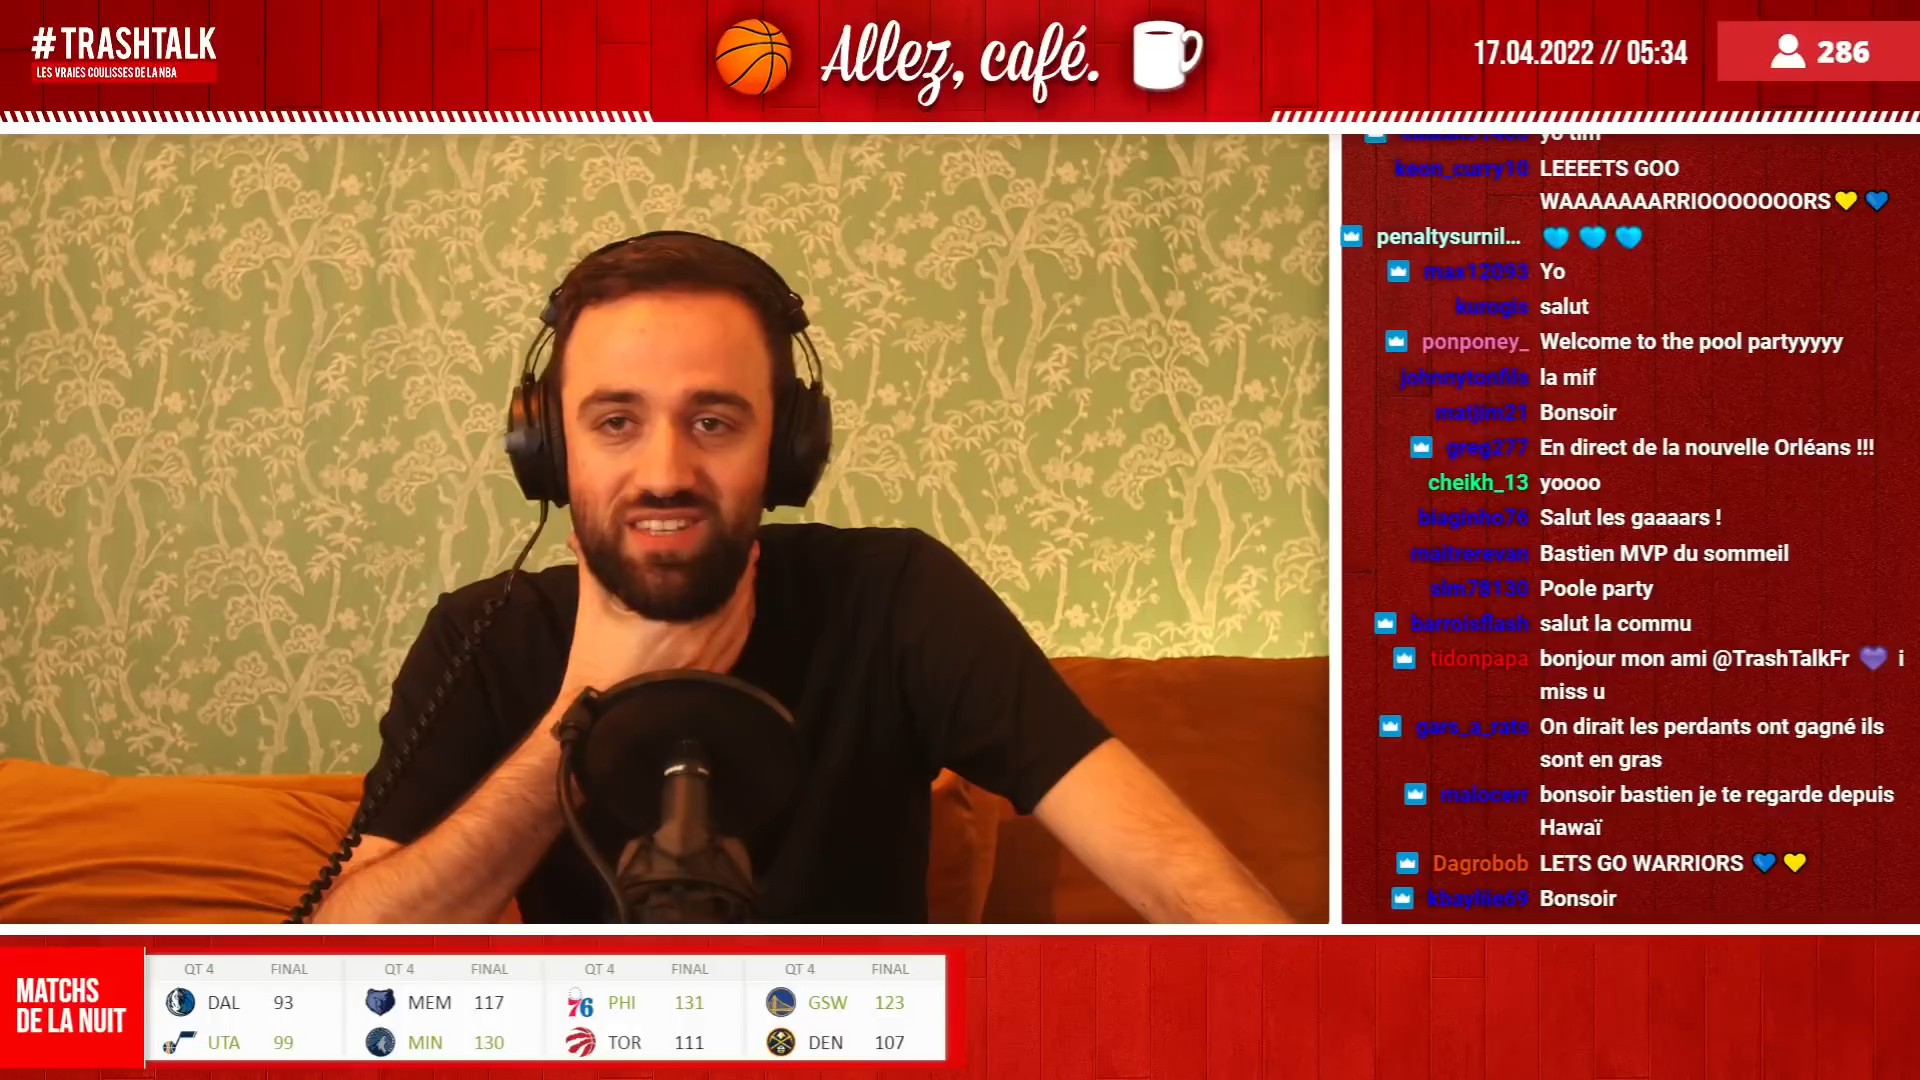 #TRASHTALK
LES VRAIES COULISSES DE LA NBA
Allez, café.
17.04.2022 // 05:34
286
yo tim
keon_curry10 LEEEETS GOO
WAAAAAAARRIOOOOOOORS
penaltysurnil...
max12093 Yo
kurogis salut
ponponey_ Welcome to the pool partyyyyy
johnnytonfils la mif
matjim21 Bonsoir
greg277 En direct de la nouvelle Orléans !!!
cheikh_13 yoooo
biaginho76 Salut les gaaaars !
maitrerevan Bastien MVP du sommeil
slm78130 Poole party
barroisflash salut la commu
tidonpapa bonjour mon ami @TrashTalkFr 💜 i
miss u
gars_a_rats On dirait les perdants ont gagné ils
sont en gras
malocerr bonsoir bastien je te regarde depuis
Hawaï
Dagrobob LETS GO WARRIORS
kbayllie69 Bonsoir
MATCHS
DE LA NUIT
QT 4 FINAL
DAL 93
UTA 99
QT 4 FINAL
MEM 117
MIN 130
QT 4 FINAL
76 PHI 131
TOR 111
QT 4 FINAL
GSW 123
DEN 107